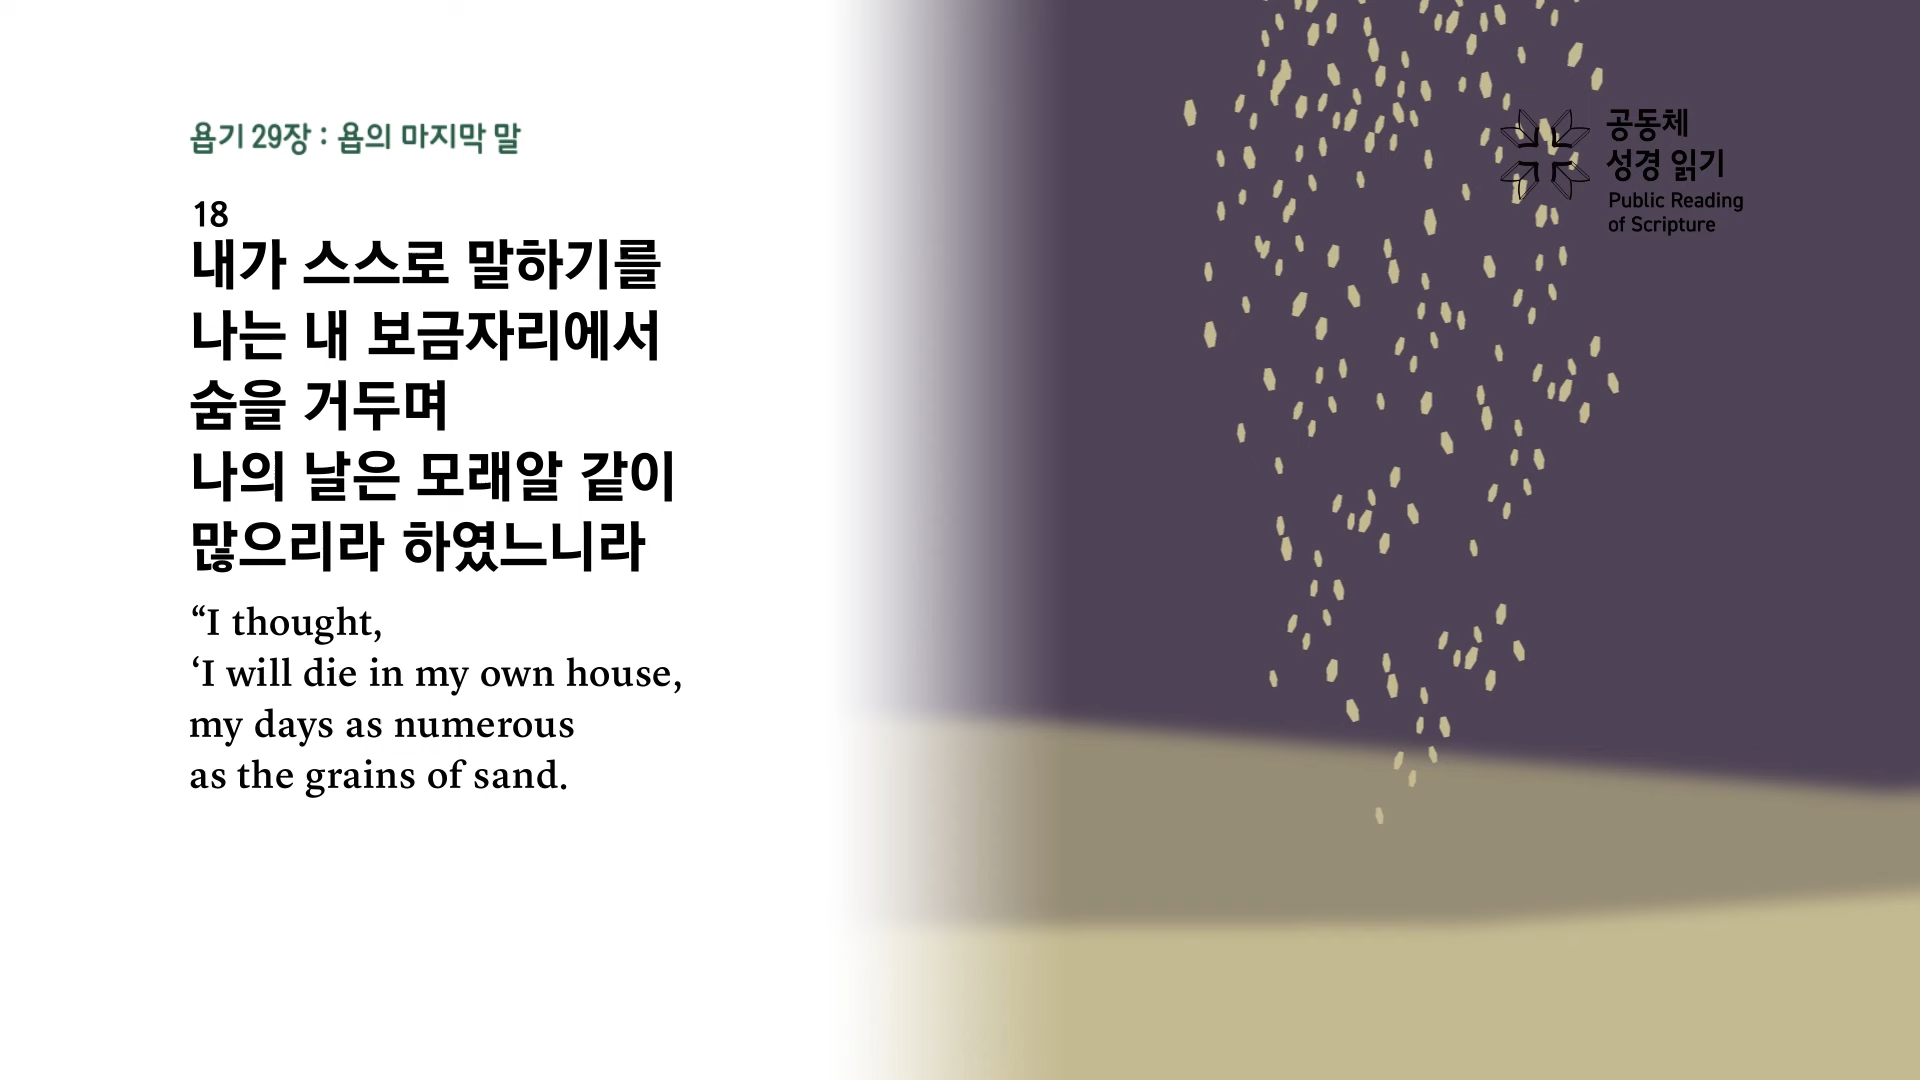 욥기 29장 : 욥의 마지막 말
18
내가 스스로 말하기를
나는 내 보금자리에서
숨을 거두며
나의 날은 모래알 같이
많으리라 하였느니라
“I thought,
‘I will die in my own house,
my days as numerous
as the grains of sand.
공동체
성경 읽기
Public Reading
of Scripture